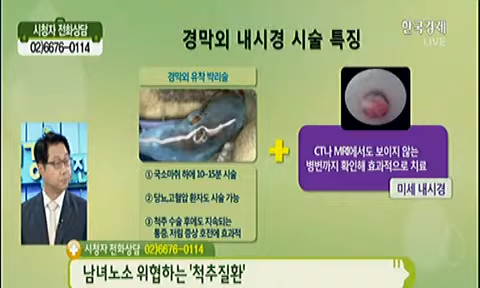 시청자 전화상담
02)6676-0114
경막외 내시경 시술 특징
한국경제
LIVE
경막외 유착 박리술
① 국소마취 하에 10~15분 시술
② 당뇨,고혈압 환자도 시술 가능
③ 척추 수술 후에도 지속되는
통증, 저림 증상 호전에 효과적
CT나 MRI에서도 보이지 않는
병변까지 확인해 효과적으로 치료
미세 내시경
시청자 전화상담 02)6676-0114
남녀노소 위협하는 '척추질환'